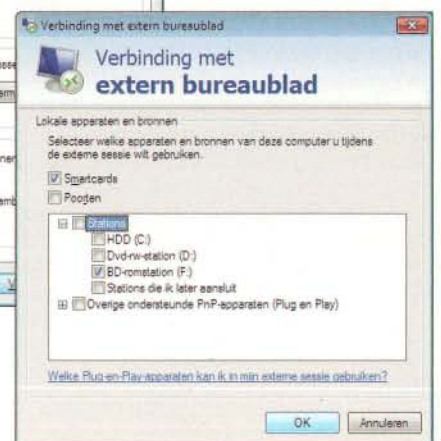 Verbinding met extern bureaublad
Verbinding met
extern bureaublad
Lokale apparaten en bronnen
Selecteer welke apparaten en bronnen van deze computer u tijdens
de externe sessie wilt gebruiken.
Smartcards
Poorten
Stations
HDD (C:)
Dvd-rw-station (D:)
BD-romstation (F:)
Stations die ik later aansluit
Overige ondersteunde PnP-apparaten (Plug en Play)
Welke Plug-en-Play-apparaten kan ik in mijn externe sessie gebruiken?
OK
Annuleren